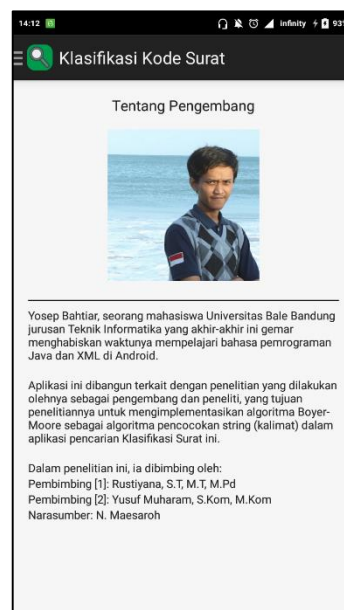 14:12 infinity 93%
Klasifikasi Kode Surat
Tentang Pengembang
Yosep Bahtiar, seorang mahasiswa Universitas Bale Bandung
jurusan Teknik Informatika yang akhir-akhir ini gemar
menghabiskan waktunya mempelajari bahasa pemrograman
Java dan XML di Android.
Aplikasi ini dibangun terkait dengan penelitian yang dilakukan
olehnya sebagai pengembang dan peneliti, yang tujuan
penelitiannya untuk mengimplementasikan algoritma Boyer-
Moore sebagai algoritma pencocokan string (kalimat) dalam
aplikasi pencarian Klasifikasi Surat ini.
Dalam penelitian ini, ia dibimbing oleh:
Pembimbing [1]: Rustiyana, S.T, M.T, M.Pd
Pembimbing [2]: Yusuf Muharam, S.Kom, M.Kom
Narasumber: N. Maesaroh